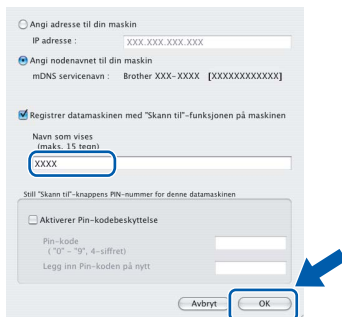 Angi adresse til din maskin
IP adresse : XXX.XXX.XXX.XXX
Angi nodenavnet til din maskin
mDNS servicenavn : Brother XXX-XXXX [XXXXXXXXXXXX]
Registrer datamaskinen med "Skann til"-funksjonen på maskinen
Navn som vises
(maks. 15 tegn)
XXXX
Still "Skann til"-knappens PIN-nummer for denne datamaskinen
Aktiverer Pin-kodebeskyttelse
Pin-kode
( "0" - "9", 4-siffret)
Legg inn Pin-koden på nytt
Avbryt OK